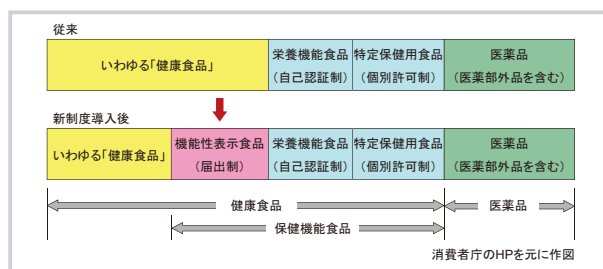 従来
いわゆる「健康食品」
栄養機能食品
(自己認証制)
特定保健用食品
(個別許可制)
医薬品
(医薬部外品を含む)
新制度導入後
いわゆる「健康食品」
機能性表示食品
(届出制)
栄養機能食品
(自己認証制)
特定保健用食品
(個別許可制)
医薬品
(医薬部外品を含む)
健康食品
医薬品
保健機能食品
消費者庁のHPを元に作図